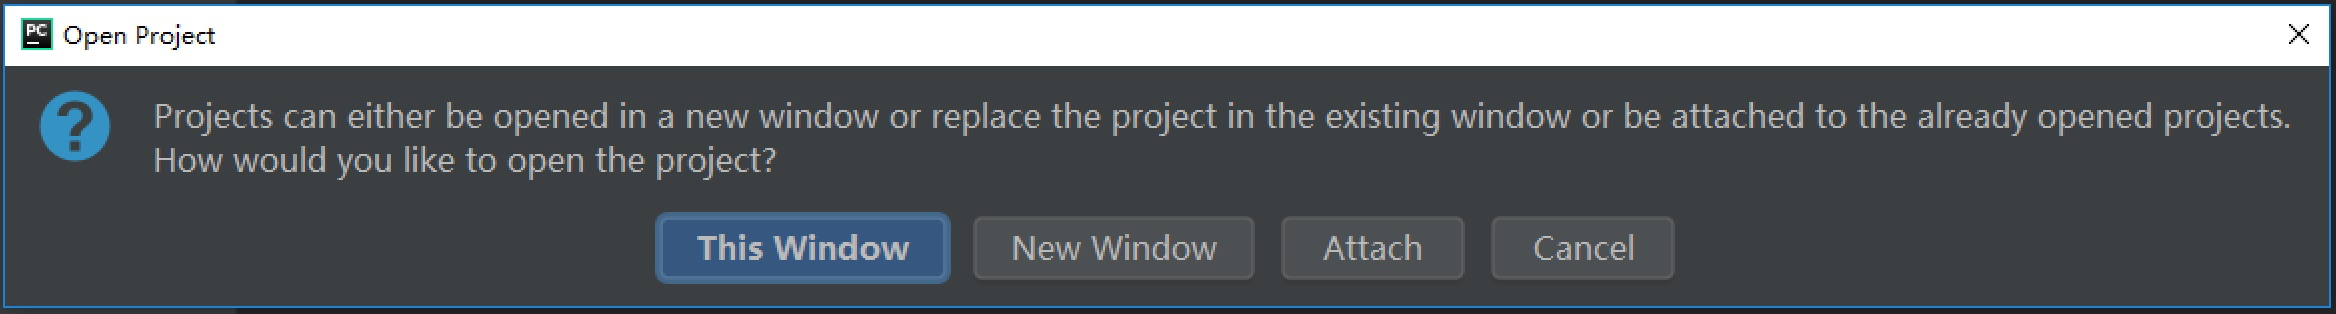 PC
Open Project
Projects can either be opened in a new window or replace the project in the existing window or be attached to the already opened projects.
How would you like to open the project?
This Window
New Window
Attach
Cancel